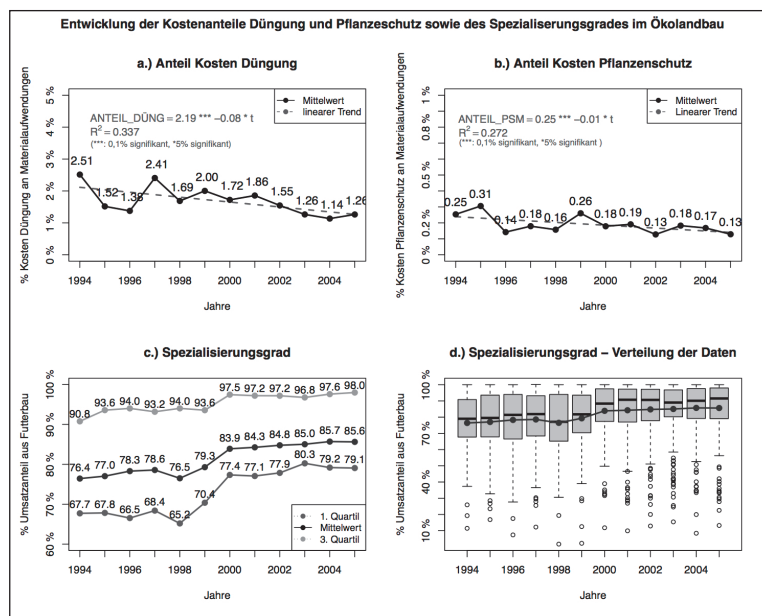 Entwicklung der Kostenanteile Düngung und Pflanzeschutz sowie des Spezialiserungsgrades im Ökolandbau
a.) Anteil Kosten Düngung
% Kosten Düngung an Materialaufwendungen
0 % 1 % 2 % 3 % 4 % 5 %
Mittelwert
linearer Trend
ANTEIL_DÜNG = 2.19 *** −0.08 * t
R2 = 0.337
(***: 0,1% signifikant, *5% signifikant)
2.51 1.52 1.38 2.41 1.69 2.00 1.72 1.86 1.55 1.26 1.14 1.26
1994 1996 1998 2000 2002 2004
Jahre
b.) Anteil Kosten Pflanzenschutz
% Kosten Pflanzenschutz an Materialaufwendungen
0 % 0.2 % 0.5 % 0.8 % 1 %
Mittelwert
Linearer Trend
ANTEIL_PSM = 0.25 *** −0.01 * t
R2 = 0.272
(***: 0,1% signifikant, *5% signifikant )
0.25 0.31 0.14 0.18 0.16 0.26 0.18 0.19 0.13 0.18 0.17 0.13
1994 1996 1998 2000 2002 2004
Jahre
c.) Spezialisierungsgrad
% Umsatzanteil aus Futterbau
60 % 70 % 80 % 90 % 100 %
90.8 93.6 94.0 93.2 94.0 93.6 97.5 97.2 97.2 96.8 97.6 98.0
76.4 77.0 78.3 78.6 76.5 79.3 83.9 84.3 84.8 85.0 85.7 85.6
67.7 67.8 66.5 68.4 65.2 70.4 77.4 77.1 77.9 80.3 79.2 79.1
1. Quartil
Mittelwert
3. Quartil
1994 1996 1998 2000 2002 2004
Jahre
d.) Spezialisierungsgrad − Verteilung der Daten
% Umsatzanteil aus Futterbau
10 % 40 % 70 % 100 %
1994 1996 1998 2000 2002 2004
Jahre